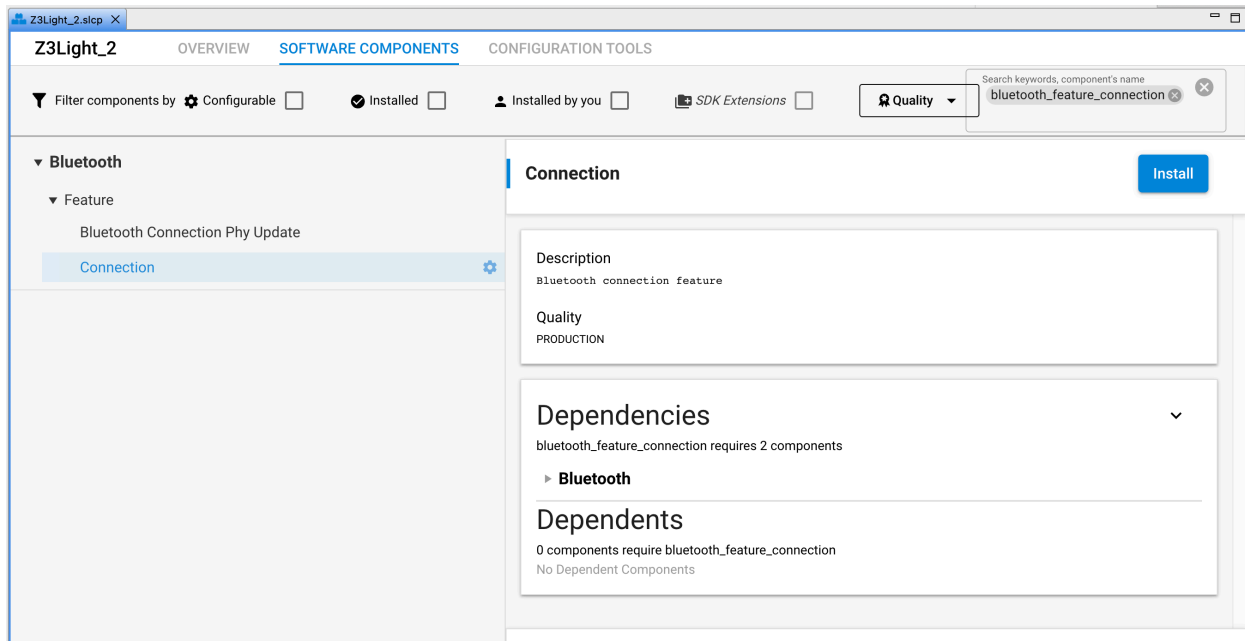 Z3Light_2.slcp
Z3Light_2 OVERVIEW SOFTWARE COMPONENTS CONFIGURATION TOOLS
Filter components by Configurable Installed Installed by you SDK Extensions Quality
Search keywords, component's name
bluetooth_feature_connection
Bluetooth
Feature
Bluetooth Connection Phy Update
Connection
Connection
Install
Description
Bluetooth connection feature
Quality
PRODUCTION
Dependencies
bluetooth_feature_connection requires 2 components
Bluetooth
Dependents
0 components require bluetooth_feature_connection
No Dependent Components